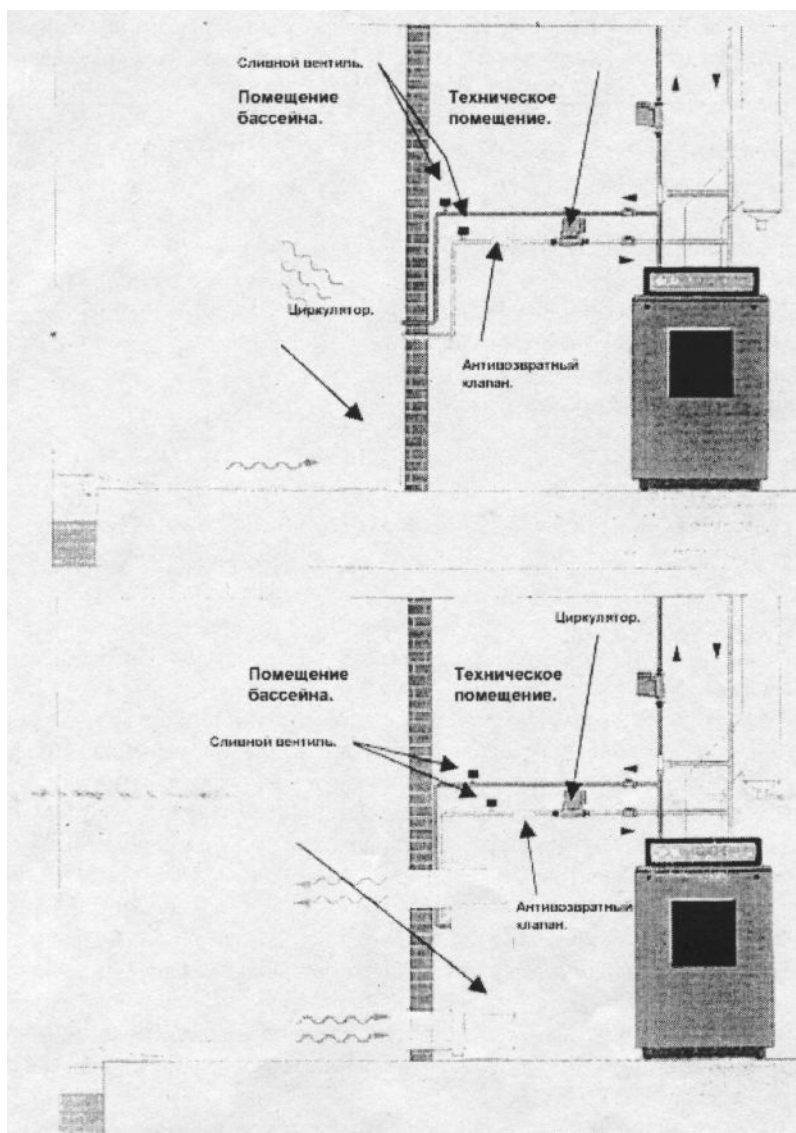 Сливной вентиль.
Помещение
бассейна.
Техническое
помещение.
Циркулятор.
Антивозвратный
клапан.
Циркулятор.
Помещение
бассейна.
Техническое
помещение.
Сливной вентиль.
Антивозвратный
клапан.